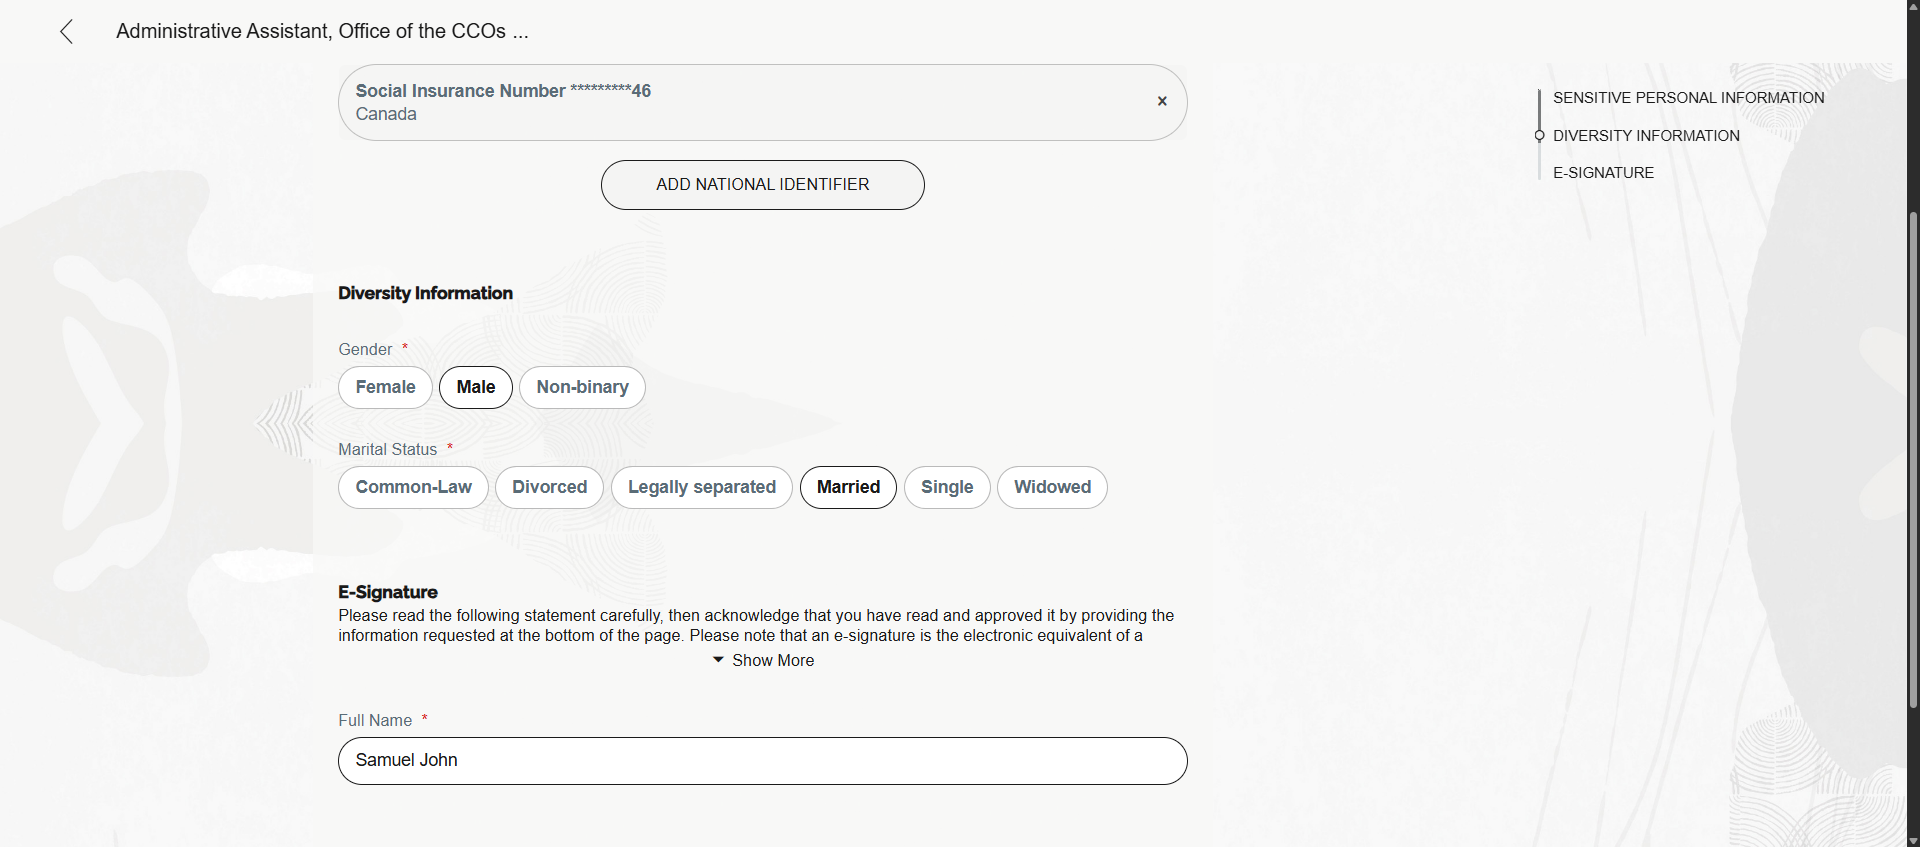 Administrative Assistant, Office of the CCOs ...
Social Insurance Number *********46
Canada
×
ADD NATIONAL IDENTIFIER
SENSITIVE PERSONAL INFORMATION
DIVERSITY INFORMATION
E-SIGNATURE
Diversity Information
Gender *
Female Male Non-binary
Marital Status *
Common-Law Divorced Legally separated Married Single Widowed
E-Signature
Please read the following statement carefully, then acknowledge that you have read and approved it by providing the
information requested at the bottom of the page. Please note that an e-signature is the electronic equivalent of a
Show More
Full Name *
Samuel John